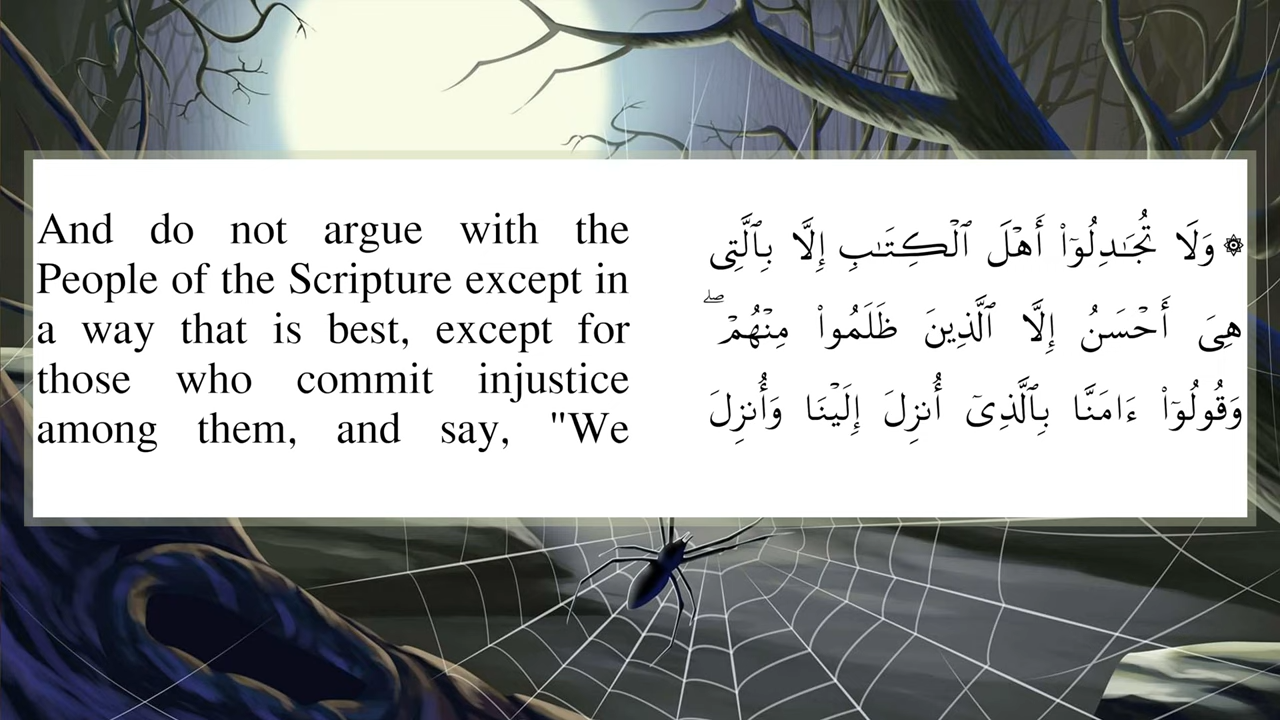 And do not argue with the
People of the Scripture except in
a way that is best, except for
those who commit injustice
among them, and say, "We
۞ وَلَا تُجَـٰدِلُوٓا۟ أَهْلَ ٱلْكِتَـٰبِ إِلَّا بِٱلَّتِى
هِىَ أَحْسَنُ إِلَّا ٱلَّذِينَ ظَلَمُوا۟ مِنْهُمْ ۖ
وَقُولُوٓا۟ ءَامَنَّا بِٱلَّذِىٓ أُنزِلَ إِلَيْنَا وَأُنزِلَ